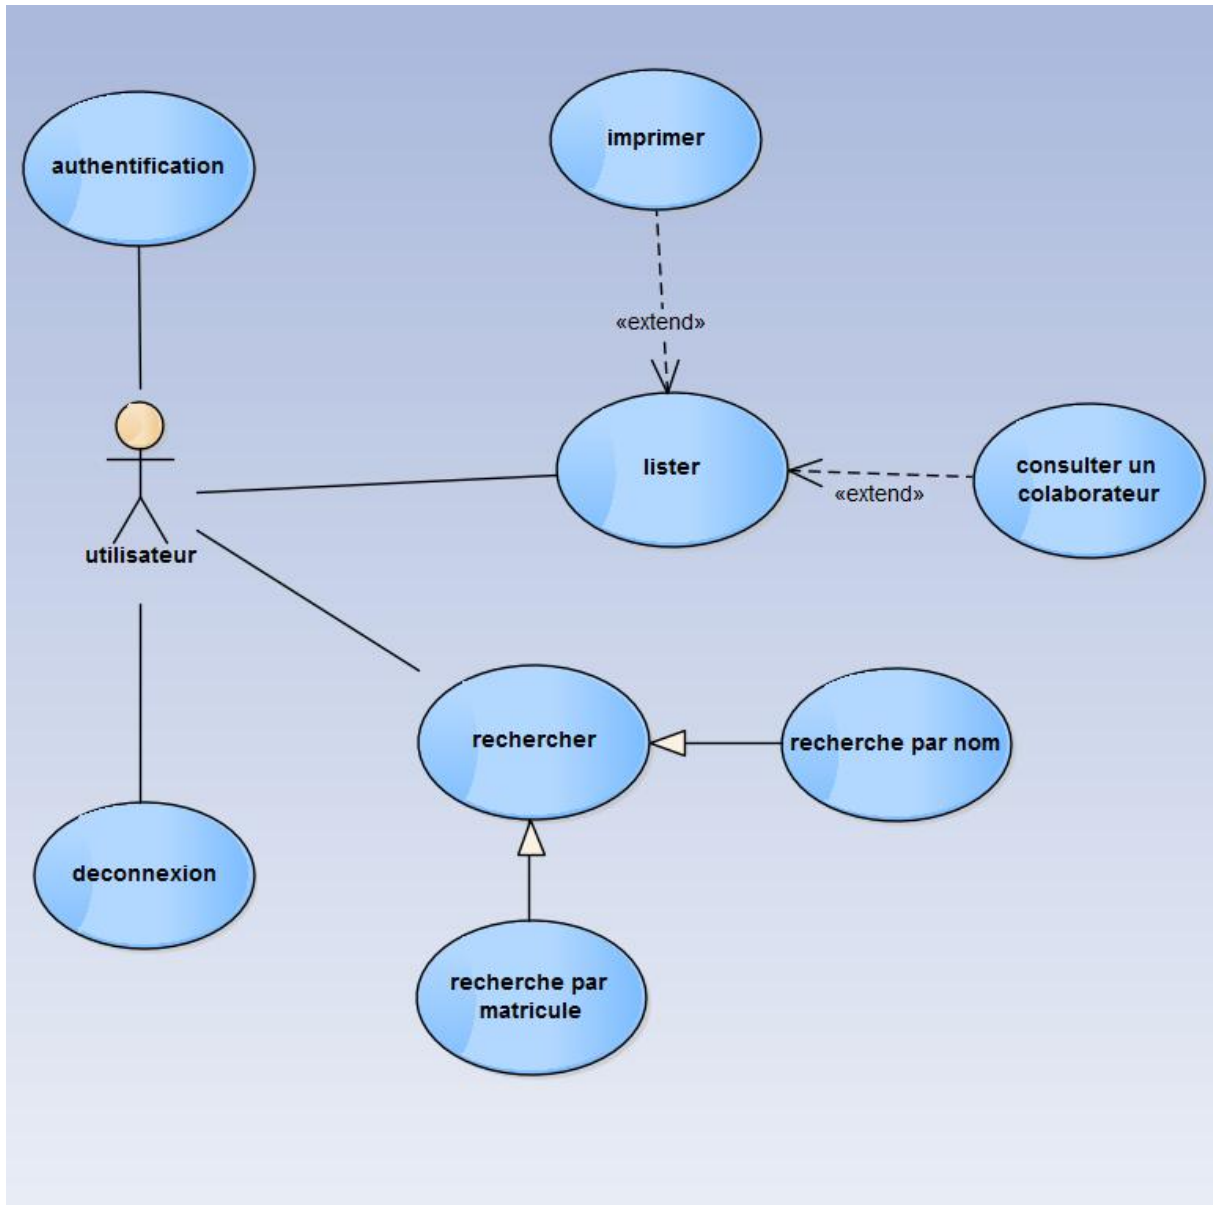 imprimer
authentification
«extend»
lister
consulter un
colaborateur
«extend»
utilisateur
rechercher
recherche par nom
deconnexion
recherche par
matricule